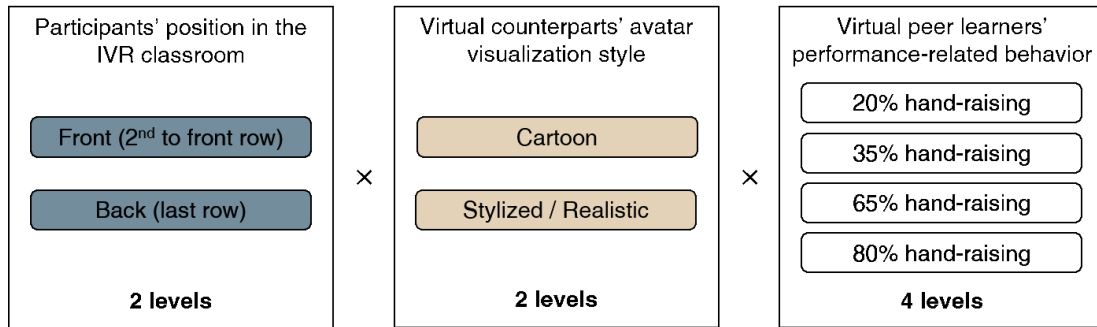 Participants' position in the
IVR classroom
Front (2nd to front row)
Back (last row)
2 levels
×
Virtual counterparts' avatar
visualization style
Cartoon
Stylized / Realistic
2 levels
×
Virtual peer learners'
performance-related behavior
20% hand-raising
35% hand-raising
65% hand-raising
80% hand-raising
4 levels